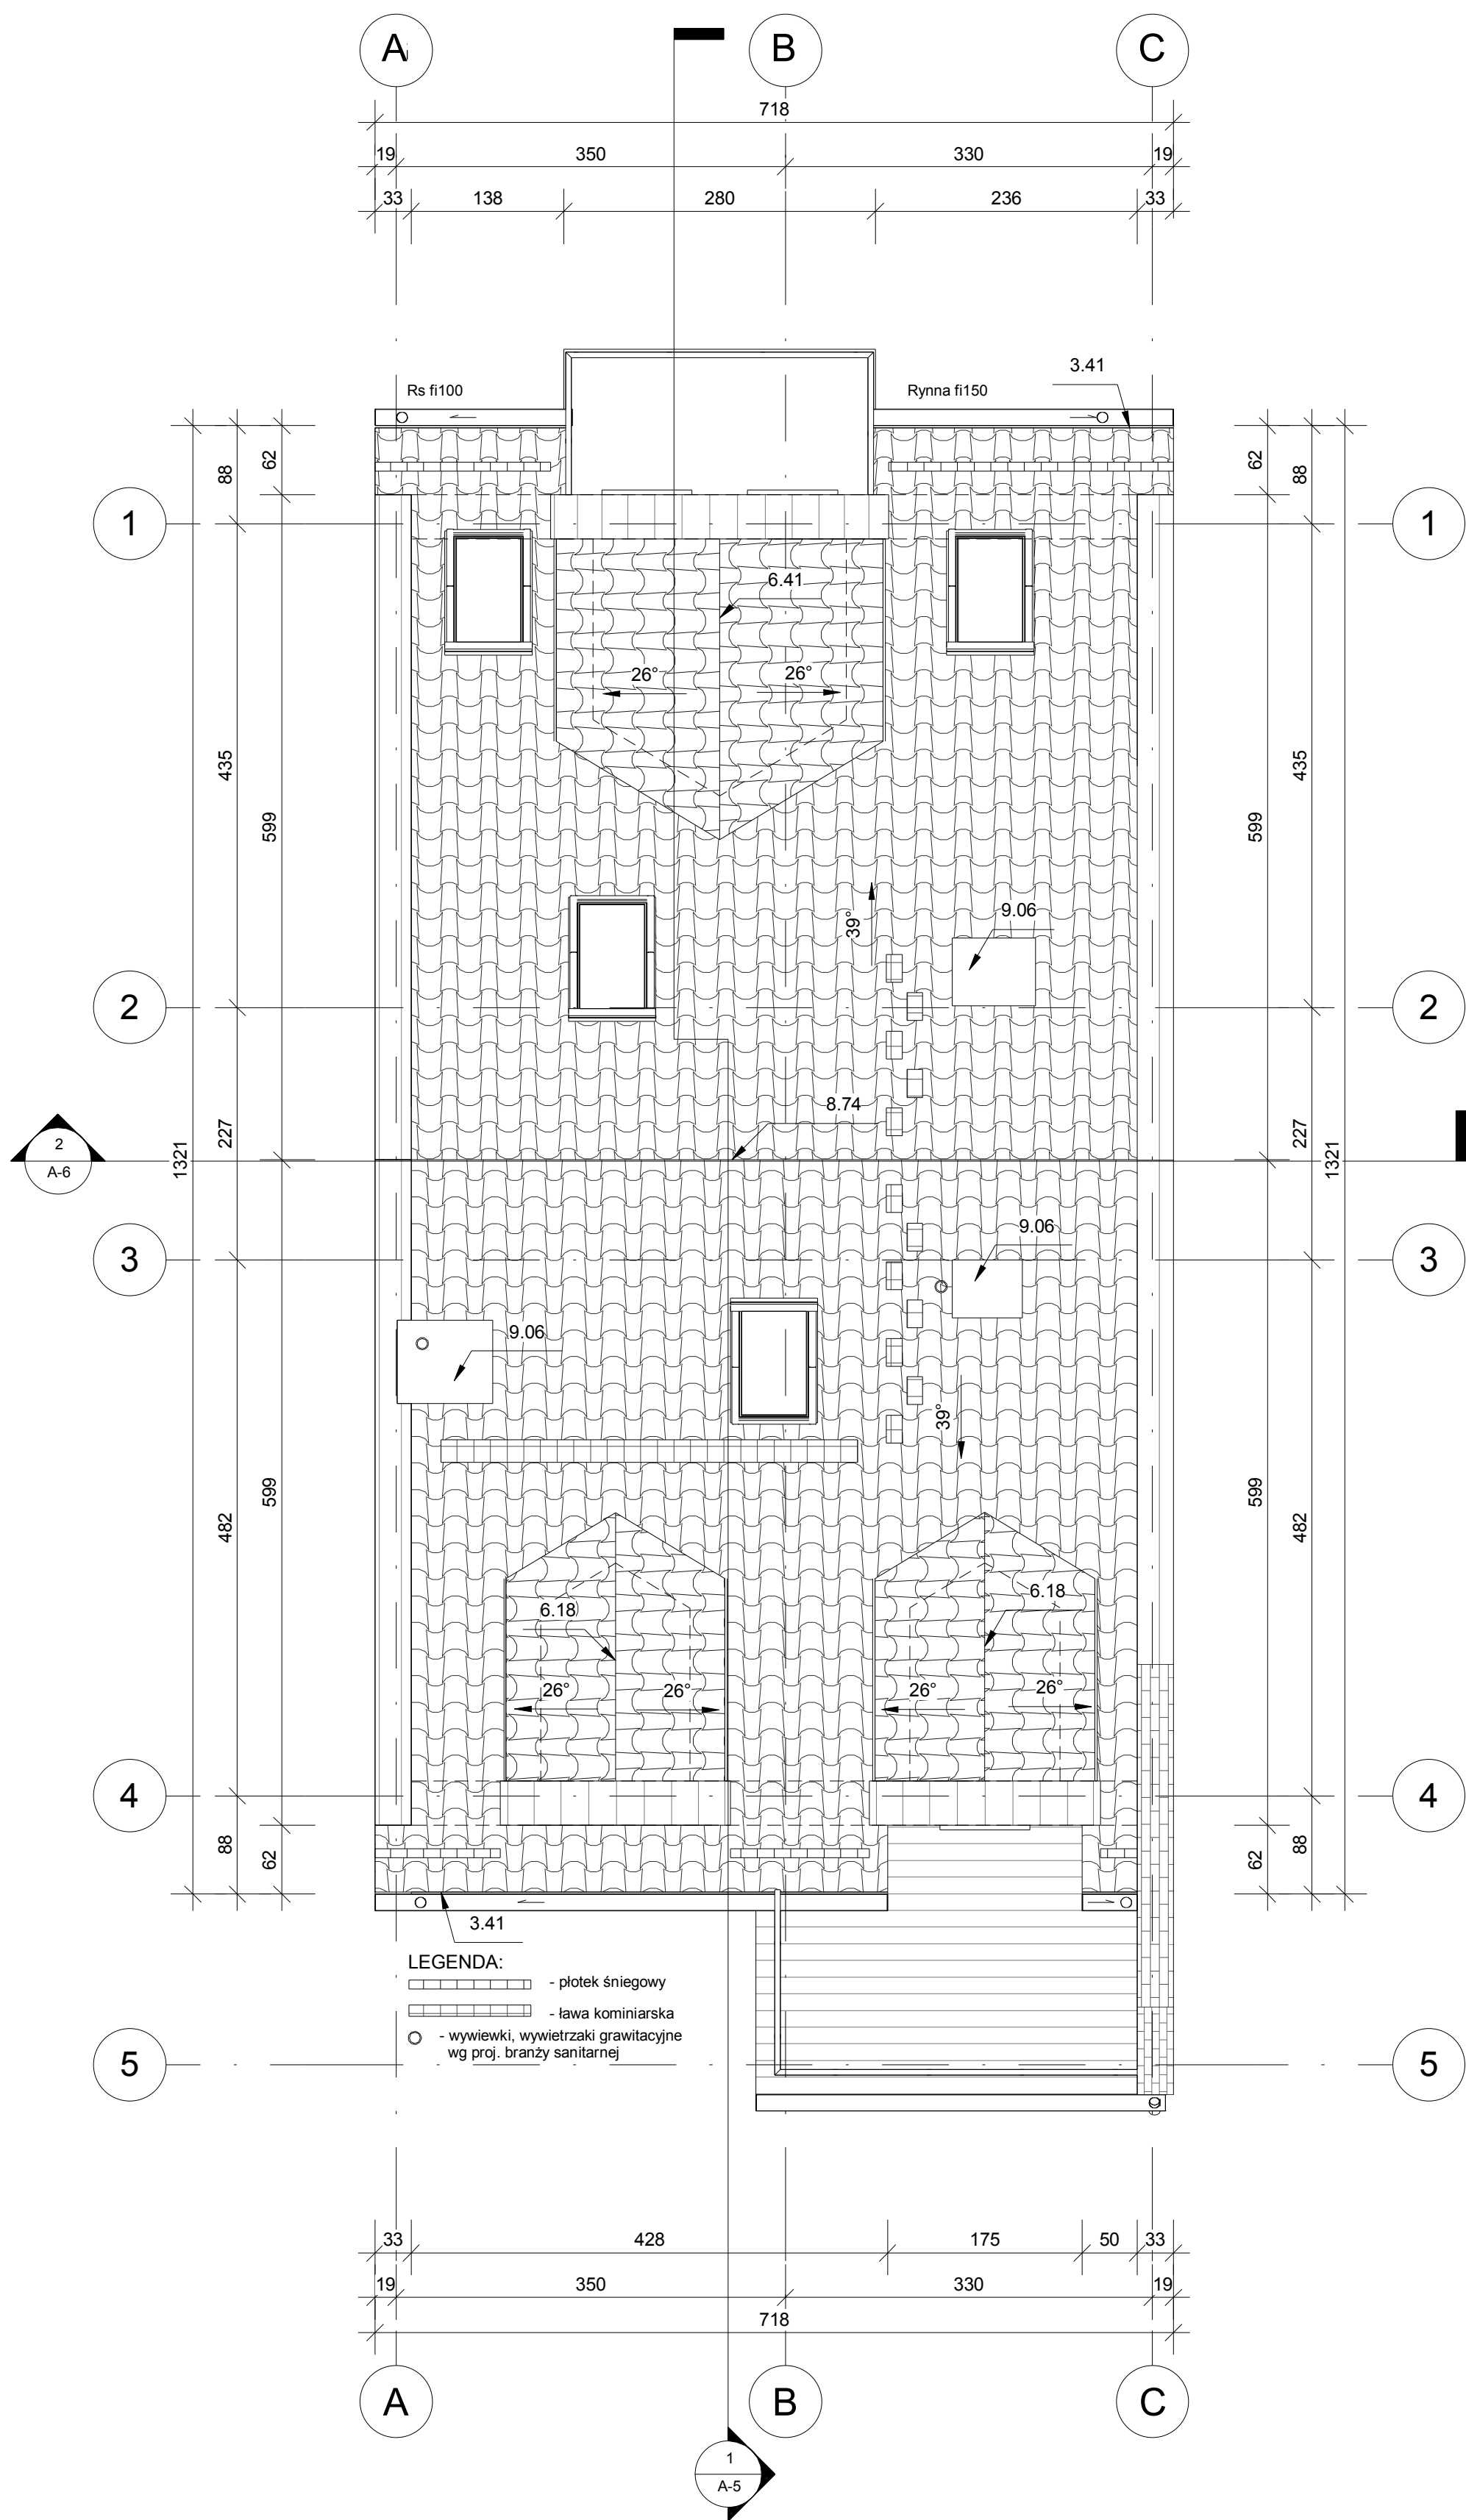 A B C
718
19 350 330 19
33 138 280 236 33
3.41
Rs fi100 Rynna fi150
62 88 62 88
1 1
6.41
26° 26°
435 599 599 435
39° 9.06
2 2
8.74
227 1321 227 1321
2
A-6
9.06
3 3
9.06
39°
482 599 599 482
6.18 6.18
26° 26° 26° 26°
4 4
88 62 62 88
3.41
LEGENDA:
- płotek śniegowy
- ława kominiarska
- wywiewki, wywietrzaki grawitacyjne
wg proj. branży sanitarnej
5 5
33 428 175 50 33
19 350 330 19
718
A B C
1
A-5